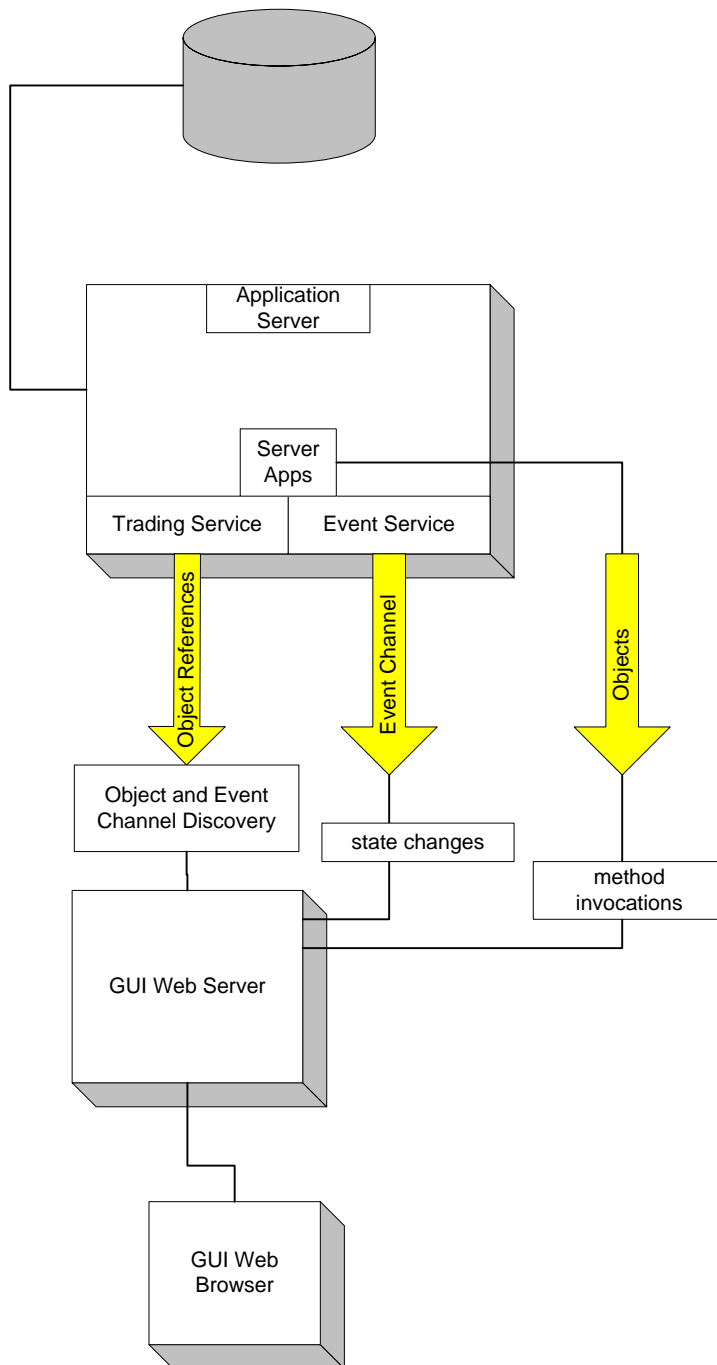 Application
Server
Server
Apps
Trading Service
Event Service
Object References
Event Channel
Objects
Object and Event
Channel Discovery
state changes
method
invocations
GUI Web Server
GUI Web
Browser